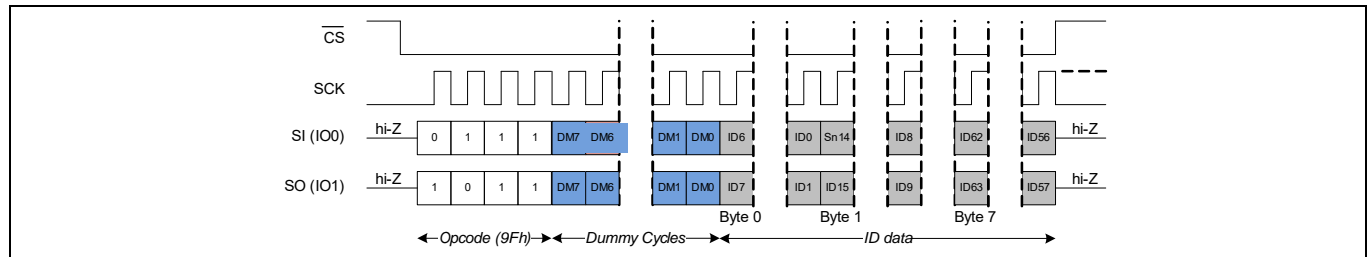 CS
SCK
SI (IO0) hi-Z 0 1 1 1 DM7 DM6 DM1 DM0 ID6 ID0 Sn14 ID8 ID62 ID56 hi-Z
SO (IO1) hi-Z 1 0 1 1 DM7 DM6 DM1 DM0 ID7 ID1 ID15 ID9 ID63 ID57 hi-Z
Byte 0 Byte 1 Byte 7
Opcode (9Fh) Dummy Cycles ID data